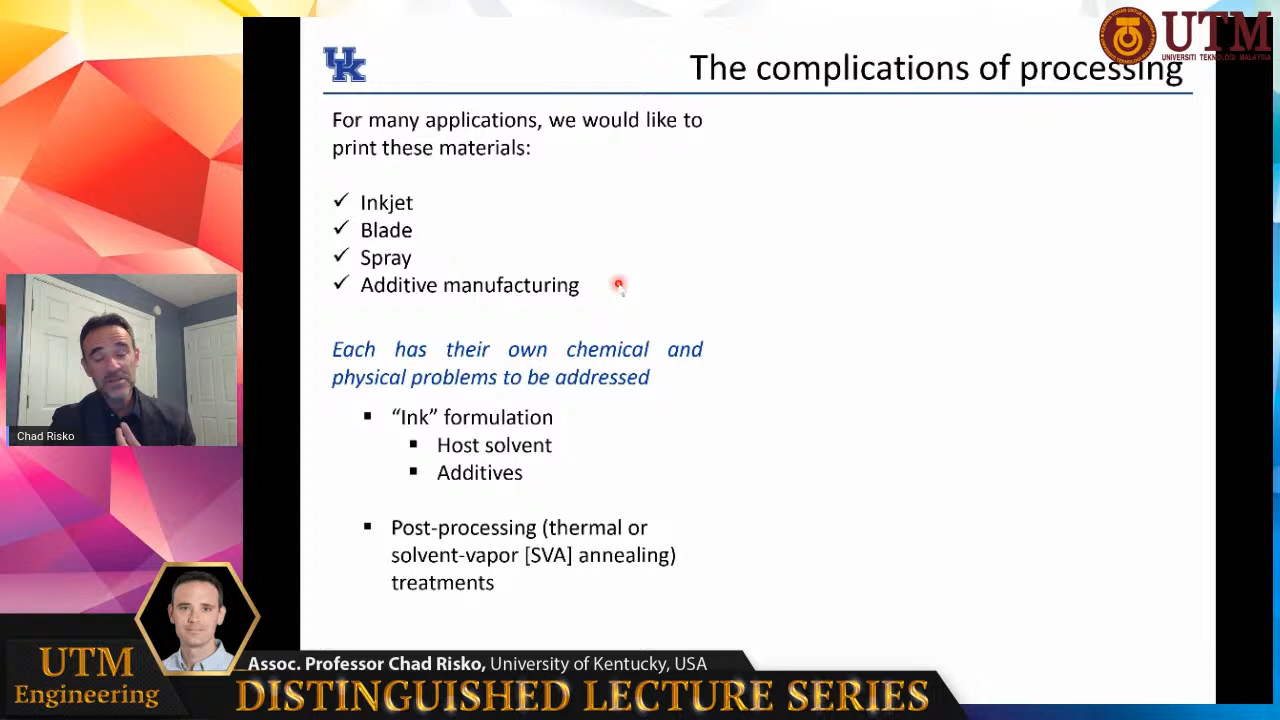 UTM
UNIVERSITI TEKNOLOGI MALAYSIA
UK
The complications of processing
For many applications, we would like to
print these materials:
✓ Inkjet
✓ Blade
✓ Spray
✓ Additive manufacturing
Each has their own chemical and
physical problems to be addressed
▪ “Ink” formulation
▪ Host solvent
▪ Additives
▪ Post-processing (thermal or
solvent-vapor [SVA] annealing)
treatments
Chad Risko
UTM
Engineering
Assoc. Professor Chad Risko, University of Kentucky, USA
DISTINGUISHED LECTURE SERIES